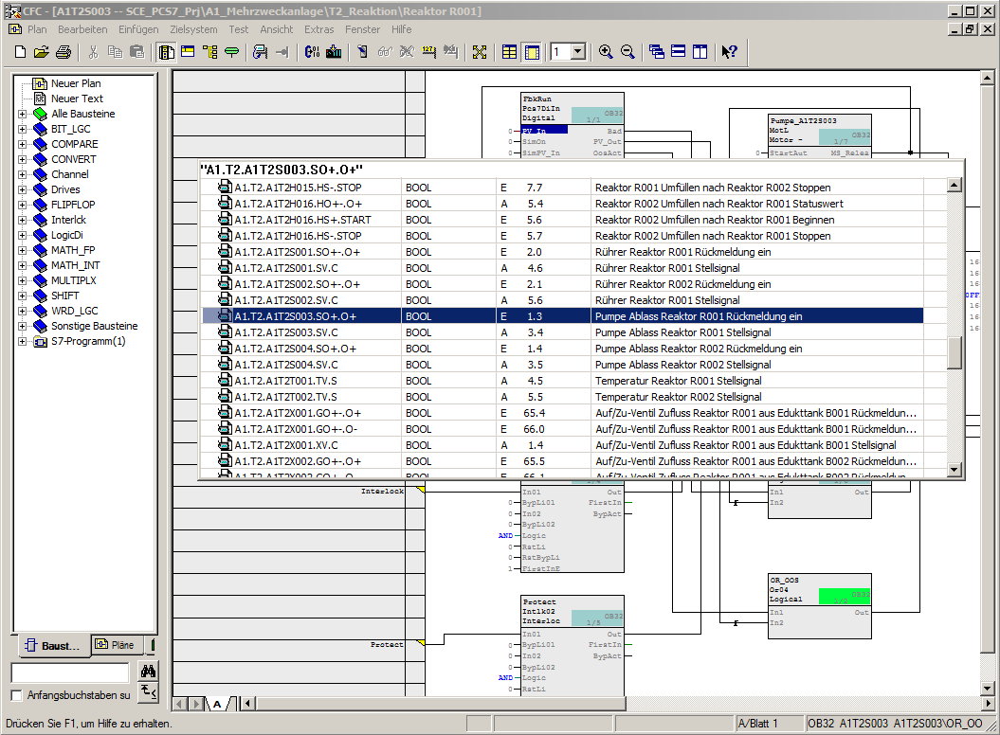 CFC - [A1T2S003 -- SCE_PCS7_Prj\A1_Mehrzweckanlage\T2_Reaktion\Reaktor R001]
Plan Bearbeiten Einfügen Zielsystem Test Ansicht Extras Fenster Hilfe
1
Neuer Plan
Neuer Text
Alle Bausteine
BIT_LGC
COMPARE
CONVERT
Channel
Drives
FLIPFLOP
Interlck
LogicDi
MATH_FP
MATH_INT
MULTIPLX
SHIFT
WRD_LGC
Sonstige Bausteine
S7-Programm(1)
Baust... Pläne
Anfangsbuchstaben su
FbkRun
Pcs7DiIn
Digital
OB32
1/1
PV_In Bad
0 SimOn PV_Out
0 SimPV_In OosAct
Pumpe_A1T2S003
MotL
Motor -
OB32
1/7
0 StartAut MS_Relea
"A1.T2.A1T2S003.SO+.O+"
A1.T2.A1T2H015.HS-.STOP BOOL E 7.7 Reaktor R001 Umfüllen nach Reaktor R002 Stoppen
A1.T2.A1T2H016.HO+-.O+ BOOL A 5.4 Reaktor R002 Umfüllen nach Reaktor R001 Statuswert
A1.T2.A1T2H016.HS+.START BOOL E 5.6 Reaktor R002 Umfüllen nach Reaktor R001 Beginnen
A1.T2.A1T2H016.HS-.STOP BOOL E 5.7 Reaktor R002 Umfüllen nach Reaktor R001 Stoppen
A1.T2.A1T2S001.SO+-.O+ BOOL E 2.0 Rührer Reaktor R001 Rückmeldung ein
A1.T2.A1T2S001.SV.C BOOL A 4.6 Rührer Reaktor R001 Stellsignal
A1.T2.A1T2S002.SO+-.O+ BOOL E 2.1 Rührer Reaktor R002 Rückmeldung ein
A1.T2.A1T2S002.SV.C BOOL A 5.6 Rührer Reaktor R001 Stellsignal
A1.T2.A1T2S003.SO+.O+ BOOL E 1.3 Pumpe Ablass Reaktor R001 Rückmeldung ein
A1.T2.A1T2S003.SV.C BOOL A 3.4 Pumpe Ablass Reaktor R001 Stellsignal
A1.T2.A1T2S004.SO+.O+ BOOL E 1.4 Pumpe Ablass Reaktor R002 Rückmeldung ein
A1.T2.A1T2S004.SV.C BOOL A 3.5 Pumpe Ablass Reaktor R002 Stellsignal
A1.T2.A1T2T001.TV.S BOOL A 4.5 Temperatur Reaktor R001 Stellsignal
A1.T2.A1T2T002.TV.S BOOL A 5.5 Temperatur Reaktor R002 Stellsignal
A1.T2.A1T2X001.GO+-.O+ BOOL E 65.4 Auf/Zu-Ventil Zufluss Reaktor R001 aus Edukttank B001 Rückmeldun...
A1.T2.A1T2X001.GO+-.O- BOOL E 66.0 Auf/Zu-Ventil Zufluss Reaktor R001 aus Edukttank B001 Rückmeldun...
A1.T2.A1T2X001.XV.C BOOL A 1.4 Auf/Zu-Ventil Zufluss Reaktor R001 aus Edukttank B001 Stellsignal
A1.T2.A1T2X002.GO+-.O+ BOOL E 65.5 Auf/Zu-Ventil Zufluss Reaktor R001 aus Edukttank B002 Rückmeldun...
A1.T2.A1T2X002.GO+-.O- BOOL E 66.1 Auf/Zu-Ventil Zufluss Reaktor R001 aus Edukttank B002 Rückmeldun...
Interlock
In01 Out
0 BypLi01 FirstIn
0 In02 BypAct
0 BypLi02
AND Logic
0 RstLi
0 RstBypLi
1 FirstInE
In1 Out
In2
OR_OOS
Or04
Logical
OB32
In1 Out
In2
Protect
Protect
Intlk02
Interloc
OB32
1/5
In01 Out
0 BypLi01 FirstIn
0 In02 BypAct
0 BypLi02
AND Logic
0 RstLi
A
Drücken Sie F1, um Hilfe zu erhalten.
A/Blatt 1
OB32 A1T2S003 A1T2S003\OR_OO